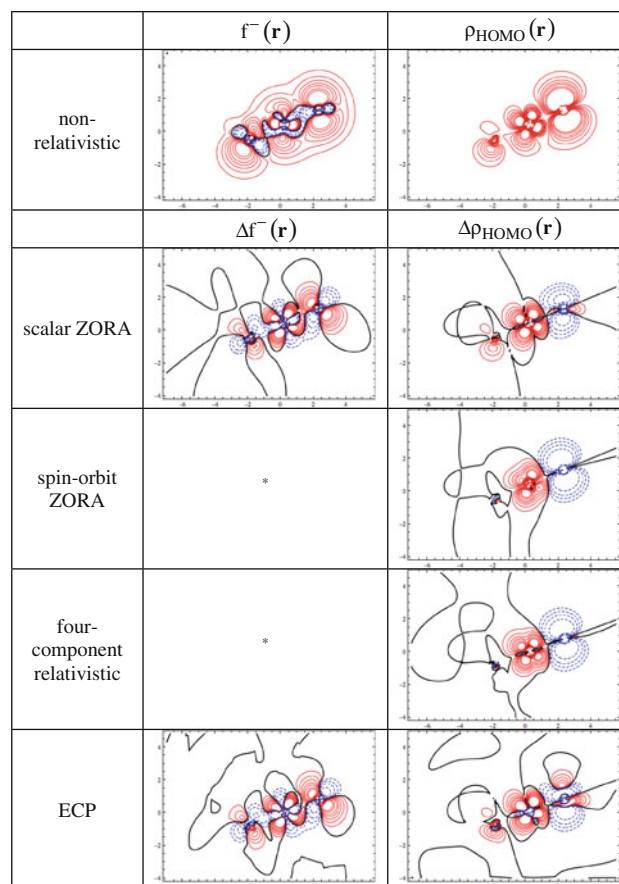 f⁻(r) ρHOMO(r)
non-
relativistic
Δf⁻(r) ΔρHOMO(r)
scalar ZORA
spin-orbit
ZORA
*
four-
component
relativistic
*
ECP